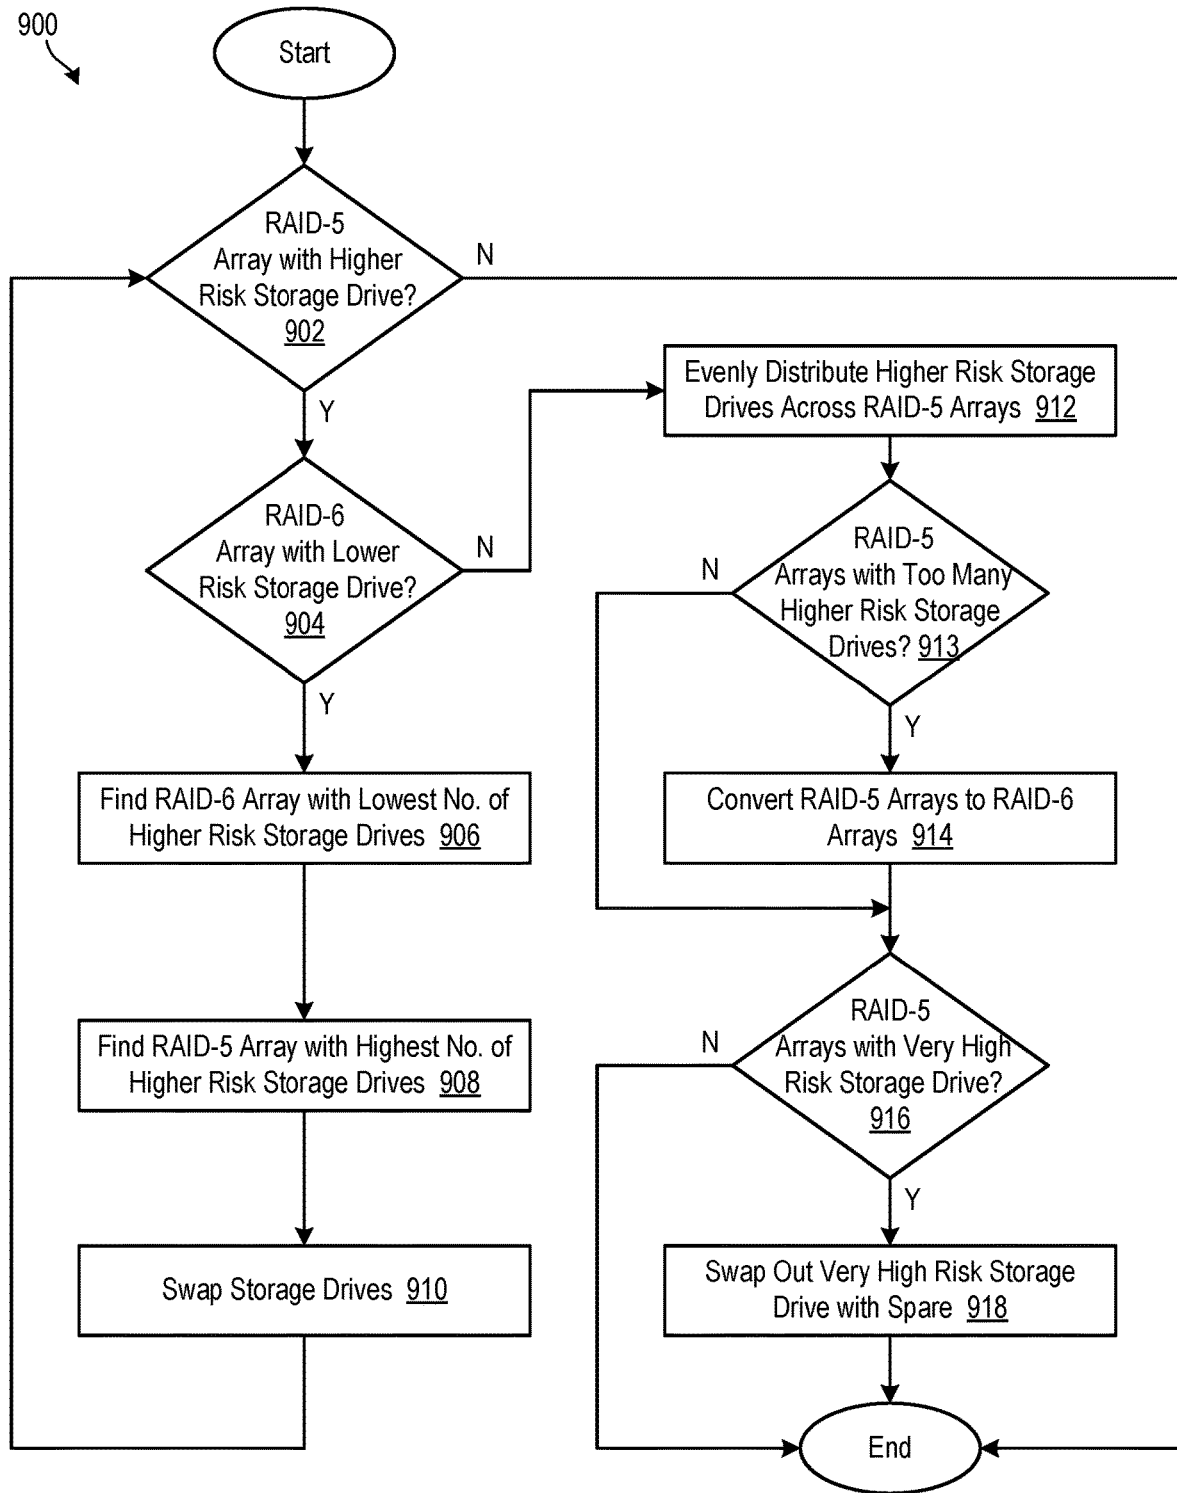 900
Start
RAID-5
Array with Higher
Risk Storage Drive?
902
N
Y
RAID-6
Array with Lower
Risk Storage Drive?
904
N
Y
Find RAID-6 Array with Lowest No. of
Higher Risk Storage Drives 906
Find RAID-5 Array with Highest No. of
Higher Risk Storage Drives 908
Swap Storage Drives 910
Evenly Distribute Higher Risk Storage
Drives Across RAID-5 Arrays 912
RAID-5
Arrays with Too Many
Higher Risk Storage
Drives? 913
N
Y
Convert RAID-5 Arrays to RAID-6
Arrays 914
RAID-5
Arrays with Very High
Risk Storage Drive?
916
N
Y
Swap Out Very High Risk Storage
Drive with Spare 918
End